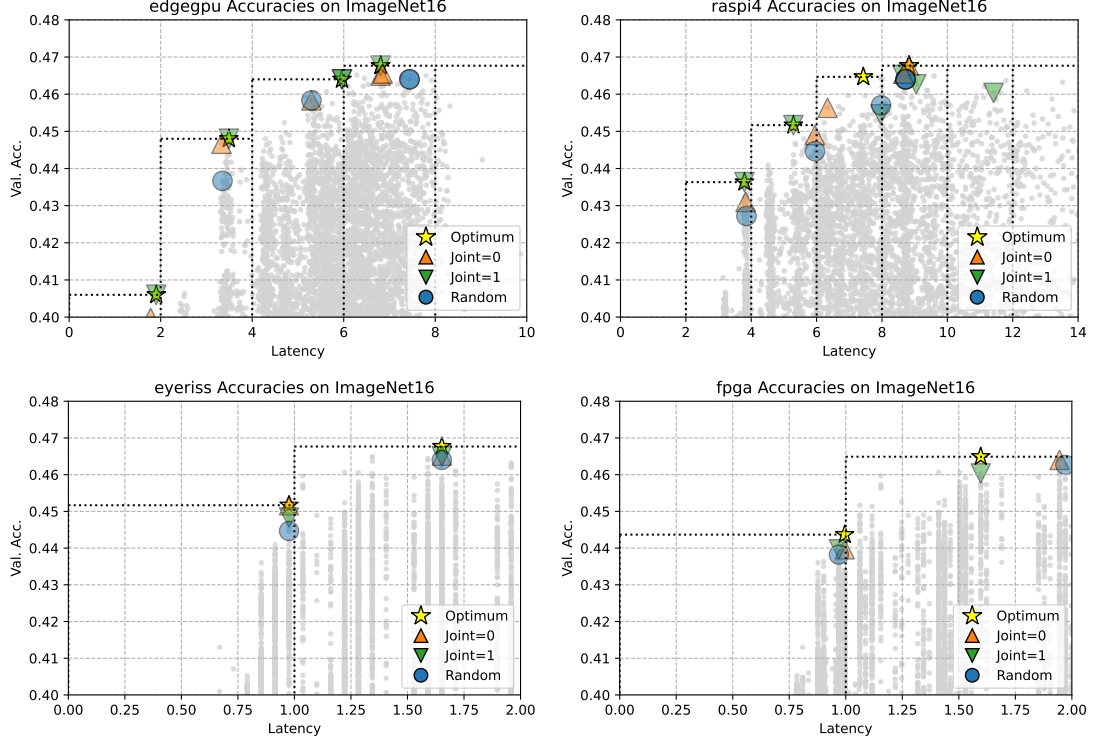 edgegpu Accuracies on ImageNet16
0.48
0.47
0.46
0.45
0.44
0.43
0.42
0.41
0.40
Val. Acc.
0 2 4 6 8 10
Latency
Optimum
Joint=0
Joint=1
Random
raspi4 Accuracies on ImageNet16
0.48
0.47
0.46
0.45
0.44
0.43
0.42
0.41
0.40
Val. Acc.
0 2 4 6 8 10 12 14
Latency
Optimum
Joint=0
Joint=1
Random
eyeriss Accuracies on ImageNet16
0.48
0.47
0.46
0.45
0.44
0.43
0.42
0.41
0.40
Val. Acc.
0.00 0.25 0.50 0.75 1.00 1.25 1.50 1.75 2.00
Latency
Optimum
Joint=0
Joint=1
Random
fpga Accuracies on ImageNet16
0.48
0.47
0.46
0.45
0.44
0.43
0.42
0.41
0.40
Val. Acc.
0.00 0.25 0.50 0.75 1.00 1.25 1.50 1.75 2.00
Latency
Optimum
Joint=0
Joint=1
Random